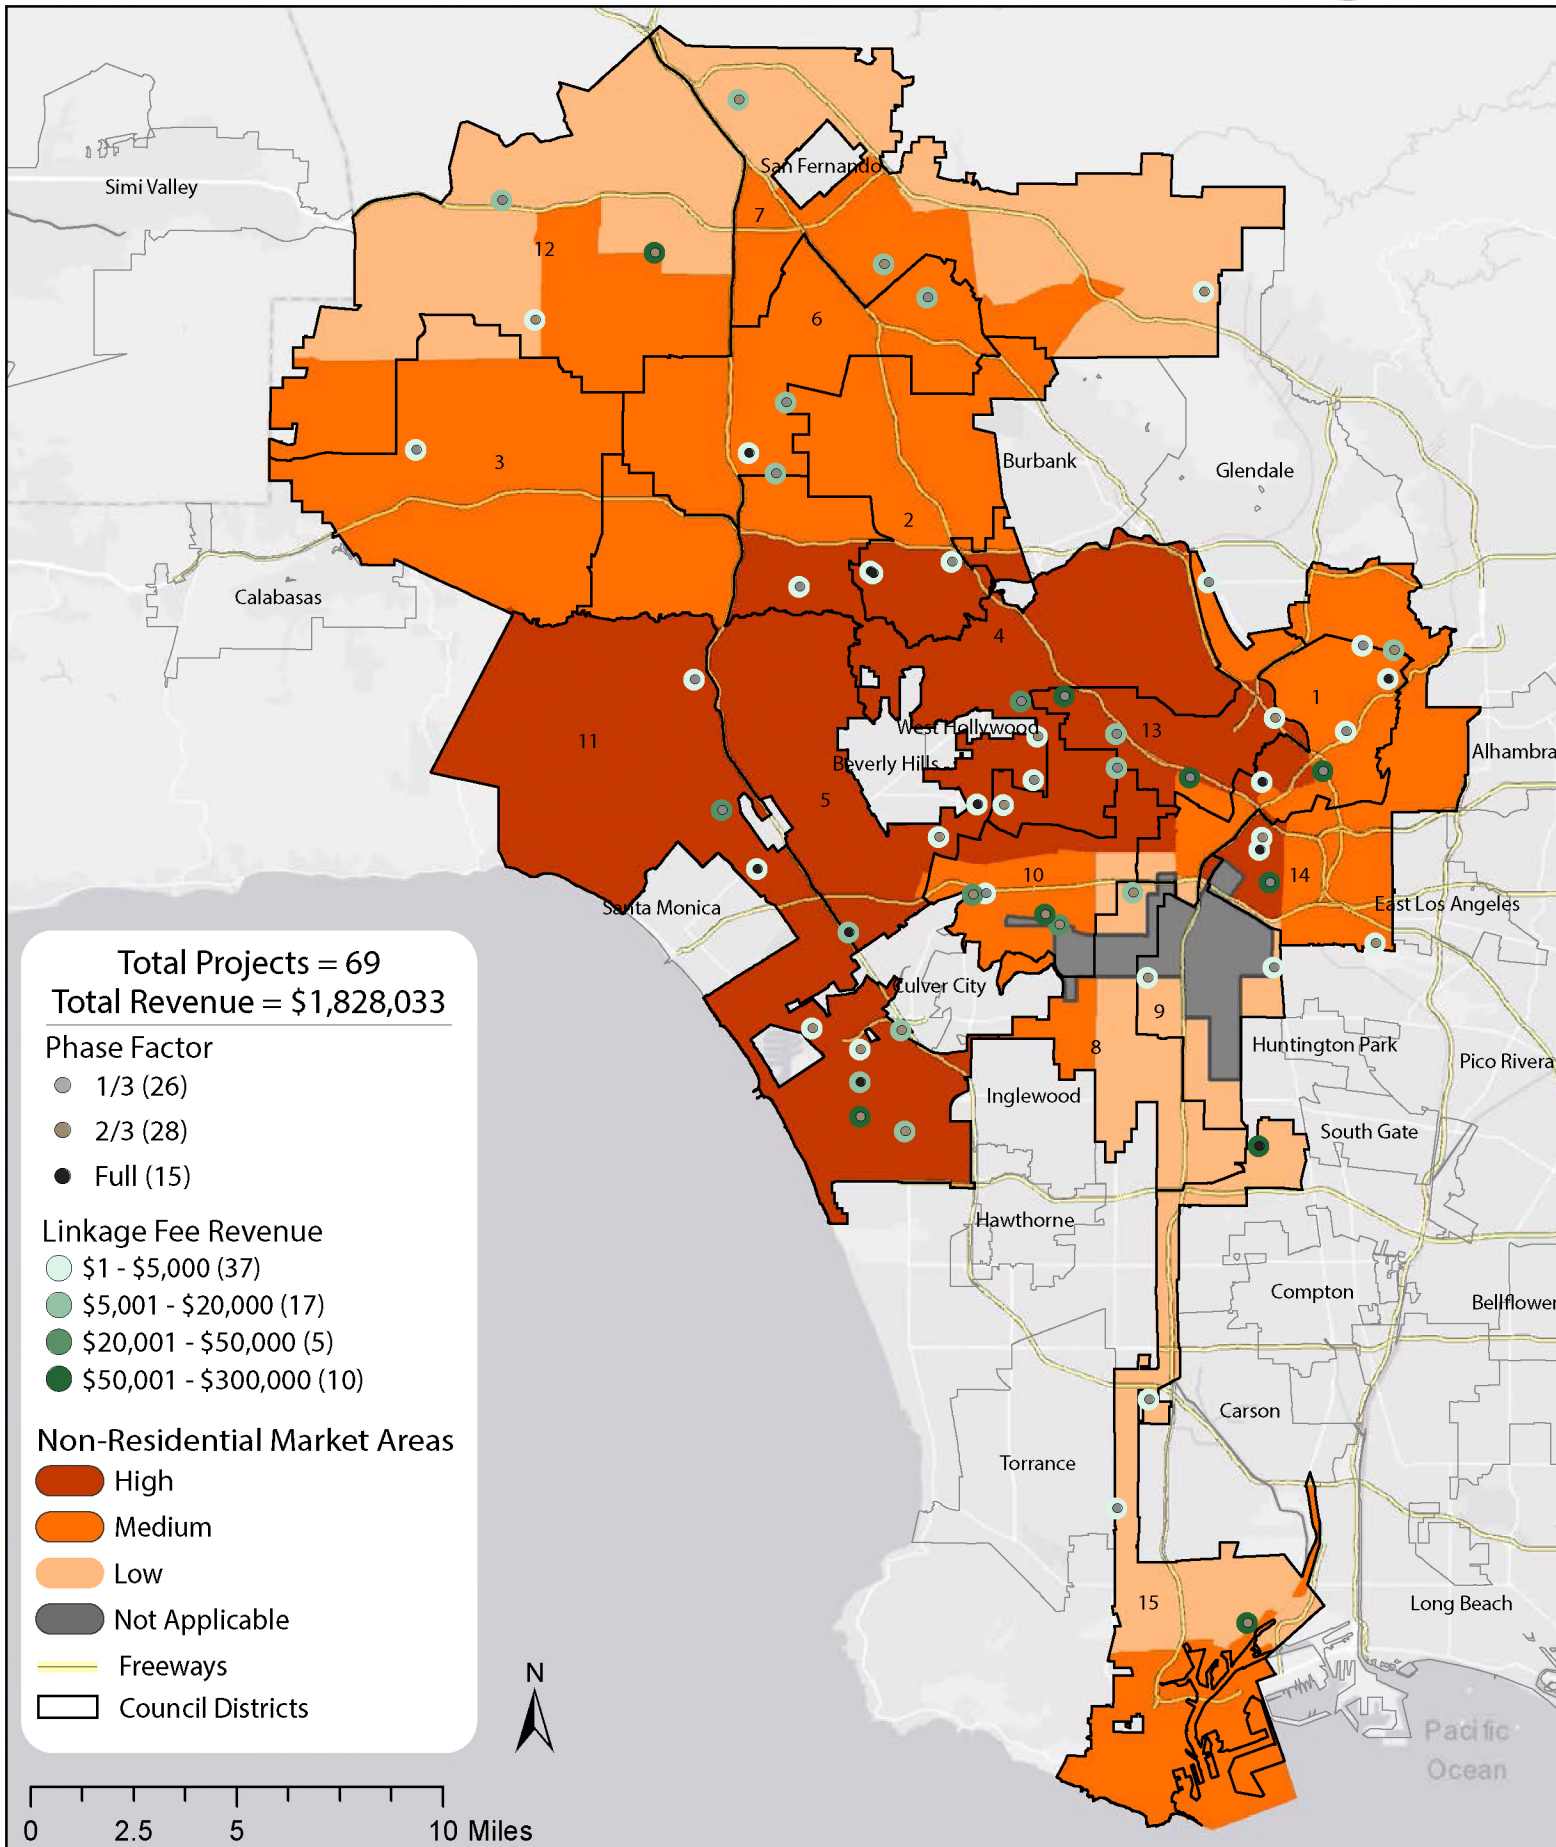 Simi Valley
San Fernando
7
12
6
Burbank
3
Glendale
2
Calabasas
4
1
West Hollywood
13
11
Alhambra
Beverly Hills
5
10
14
Santa Monica
East Los Angeles
Culver City
9
8
Huntington Park
Pico Rivera
Inglewood
South Gate
Hawthorne
Compton
Bellflower
Carson
Torrance
15
Long Beach
Pacific
Ocean
Total Projects = 69
Total Revenue = $1,828,033
Phase Factor
1/3 (26)
2/3 (28)
Full (15)
Linkage Fee Revenue
$1 - $5,000 (37)
$5,001 - $20,000 (17)
$20,001 - $50,000 (5)
$50,001 - $300,000 (10)
Non-Residential Market Areas
High
Medium
Low
Not Applicable
Freeways
Council Districts
N
0 2.5 5 10 Miles